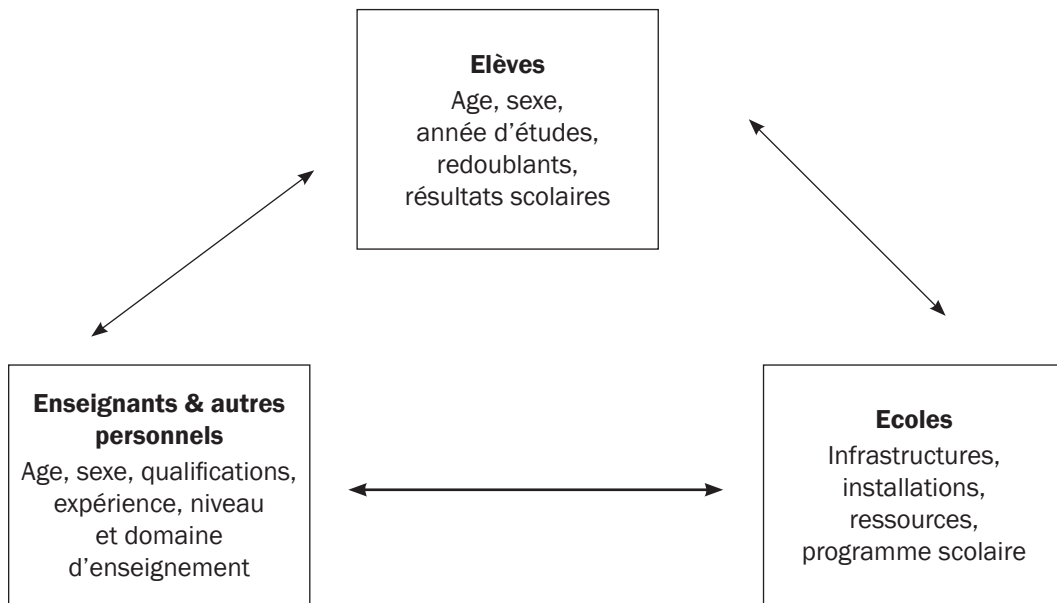 Elèves
Age, sexe,
année d’études,
redoublants,
résultats scolaires
Enseignants & autres
personnels
Age, sexe, qualifications,
expérience, niveau
et domaine
d’enseignement
Ecoles
Infrastructures,
installations,
ressources,
programme scolaire